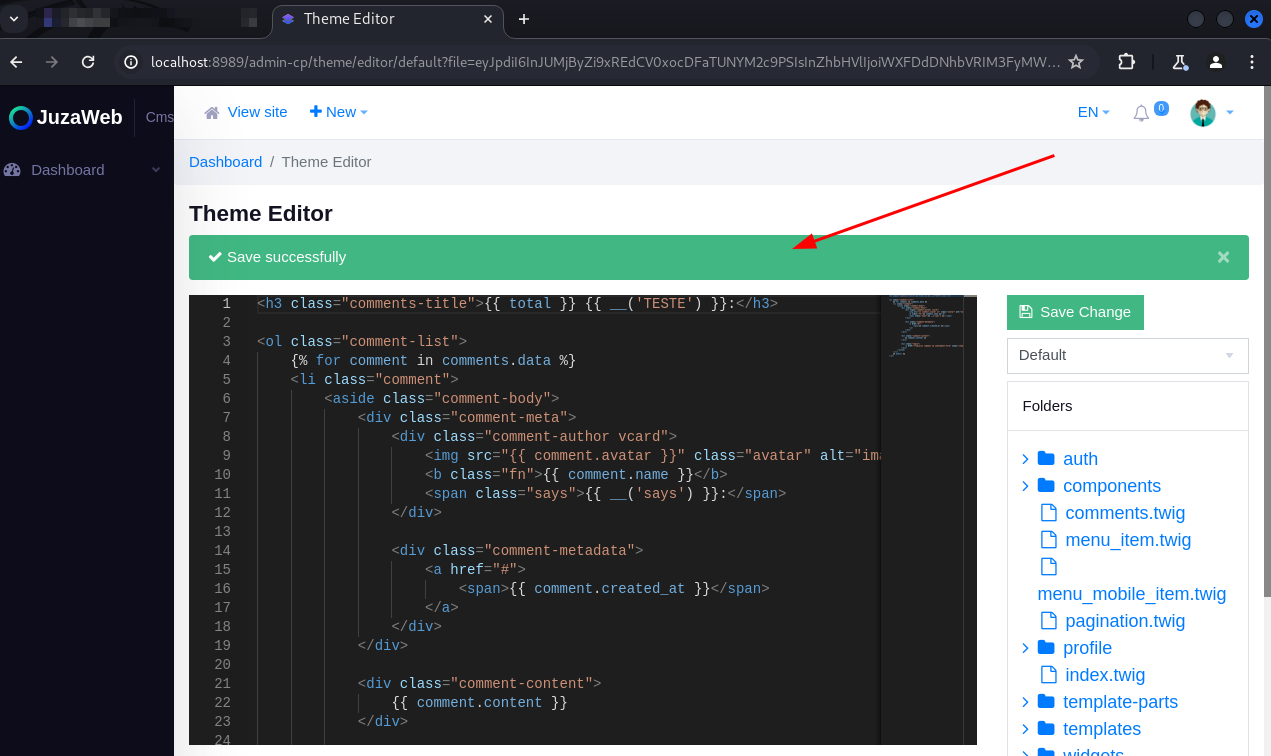 Theme Editor
localhost:8989/admin-cp/theme/editor/default?file=eyJpdiI6InJUMjByZi9xREdCV0xocDFaTUNYM2c9PSIsInZhbHVlIjoiWXFDdDNhbVRIM3FyMW...
JuzaWeb Cms
View site New EN 0
Dashboard
Dashboard / Theme Editor
Theme Editor
Save successfully
1 <h3 class="comments-title">{{ total }} {{ __('TESTE') }}:</h3>
2
3 <ol class="comment-list">
4 {% for comment in comments.data %}
5 <li class="comment">
6 <aside class="comment-body">
7 <div class="comment-meta">
8 <div class="comment-author vcard">
9 <img src="{{ comment.avatar }}" class="avatar" alt="ima
10 <b class="fn">{{ comment.name }}</b>
11 <span class="says">{{ __('says') }}:</span>
12 </div>
13
14 <div class="comment-metadata">
15 <a href="#">
16 <span>{{ comment.created_at }}</span>
17 </a>
18 </div>
19 </div>
20
21 <div class="comment-content">
22 {{ comment.content }}
23 </div>
24
Save Change
Default
Folders
auth
components
comments.twig
menu_item.twig
menu_mobile_item.twig
pagination.twig
profile
index.twig
template-parts
templates
widgets